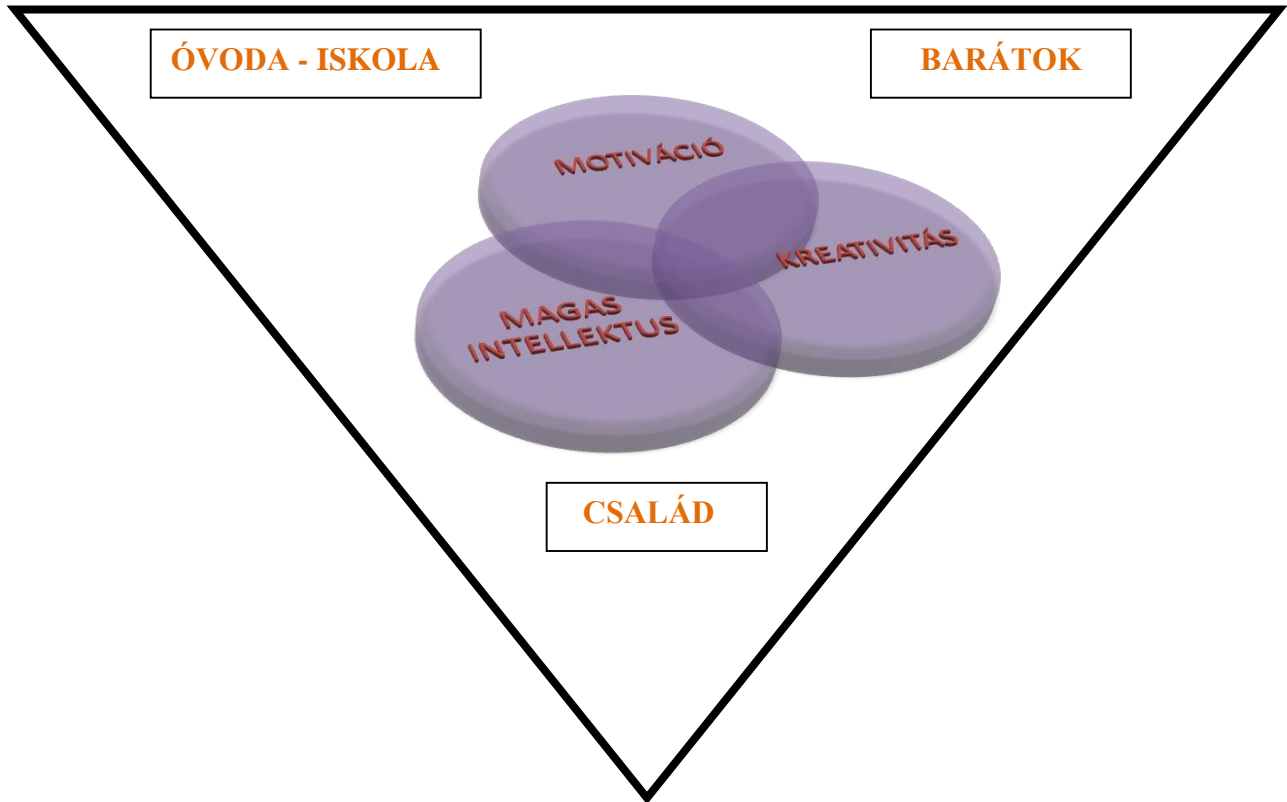 ÓVODA - ISKOLA
BARÁTOK
MOTIVÁCIÓ
KREATIVITÁS
MAGAS
INTELLEKTUS
CSALÁD